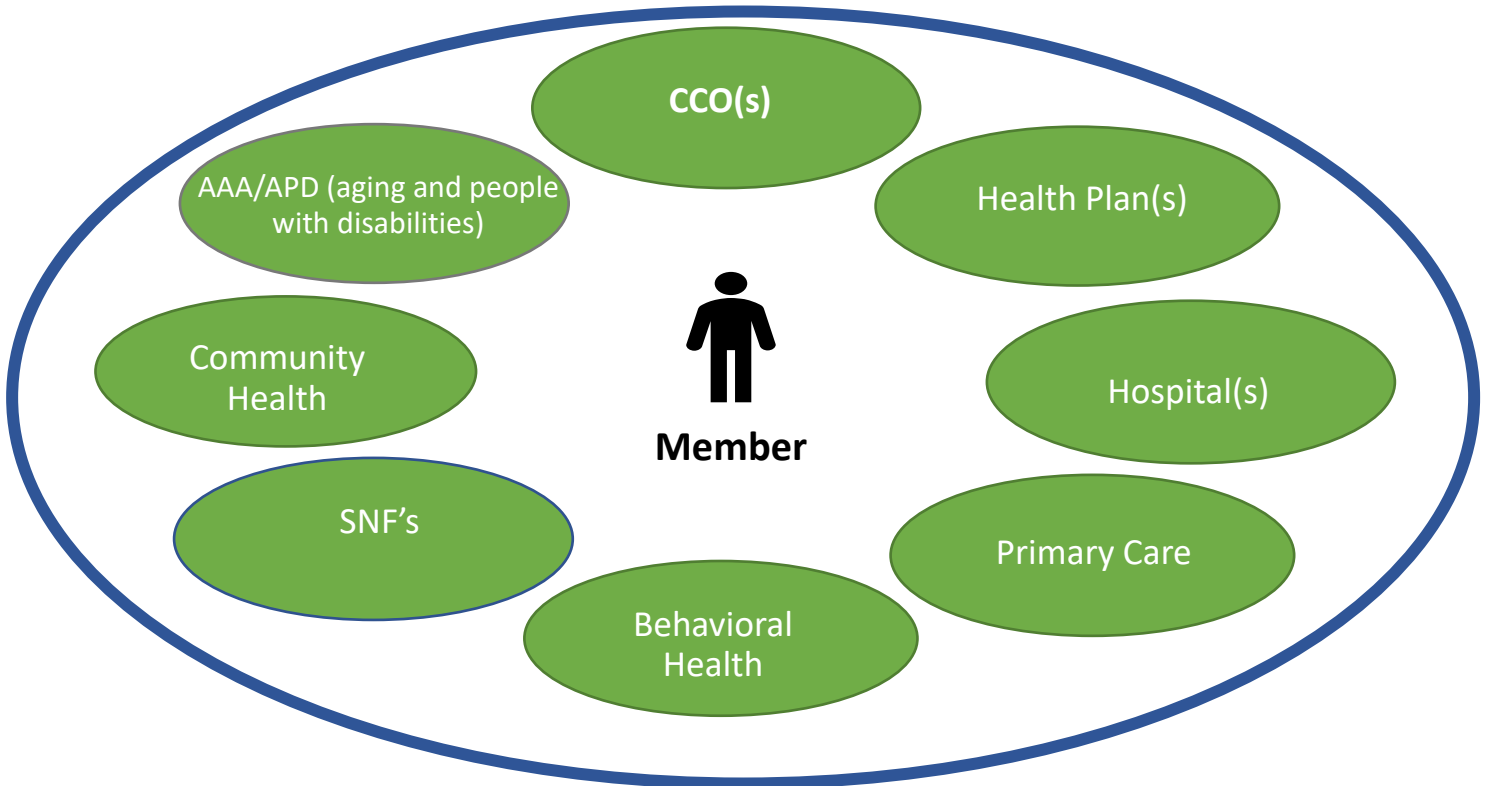 CCO(s)
AAA/APD (aging and people
with disabilities)
Health Plan(s)
Community
Health
Hospital(s)
Member
SNF’s
Primary Care
Behavioral
Health